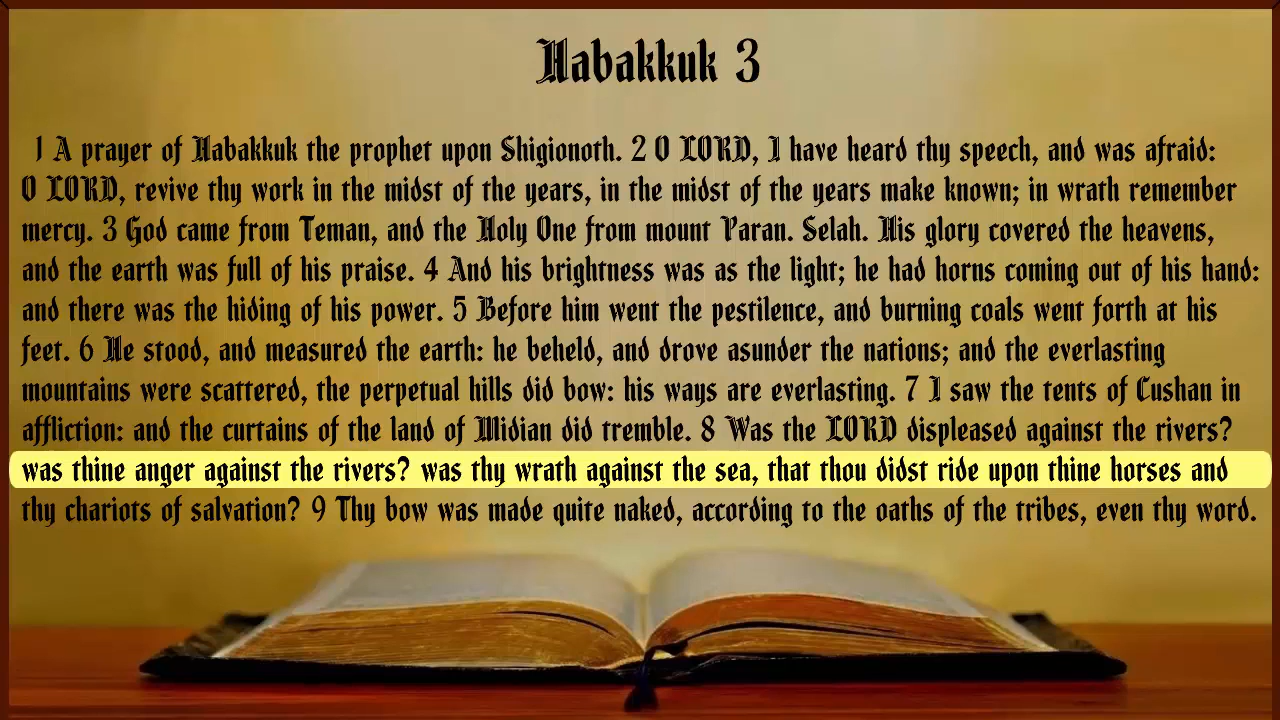 Habakkuk 3
1 A prayer of Habakkuk the prophet upon Shigionoth. 2 O LORD, I have heard thy speech, and was afraid:
O LORD, revive thy work in the midst of the years, in the midst of the years make known; in wrath remember
mercy. 3 God came from Teman, and the Holy One from mount Paran. Selah. His glory covered the heavens,
and the earth was full of his praise. 4 And his brightness was as the light; he had horns coming out of his hand:
and there was the hiding of his power. 5 Before him went the pestilence, and burning coals went forth at his
feet. 6 He stood, and measured the earth: he beheld, and drove asunder the nations; and the everlasting
mountains were scattered, the perpetual hills did bow: his ways are everlasting. 7 I saw the tents of Cushan in
affliction: and the curtains of the land of Midian did tremble. 8 Was the LORD displeased against the rivers?
was thine anger against the rivers? was thy wrath against the sea, that thou didst ride upon thine horses and
thy chariots of salvation? 9 Thy bow was made quite naked, according to the oaths of the tribes, even thy word.